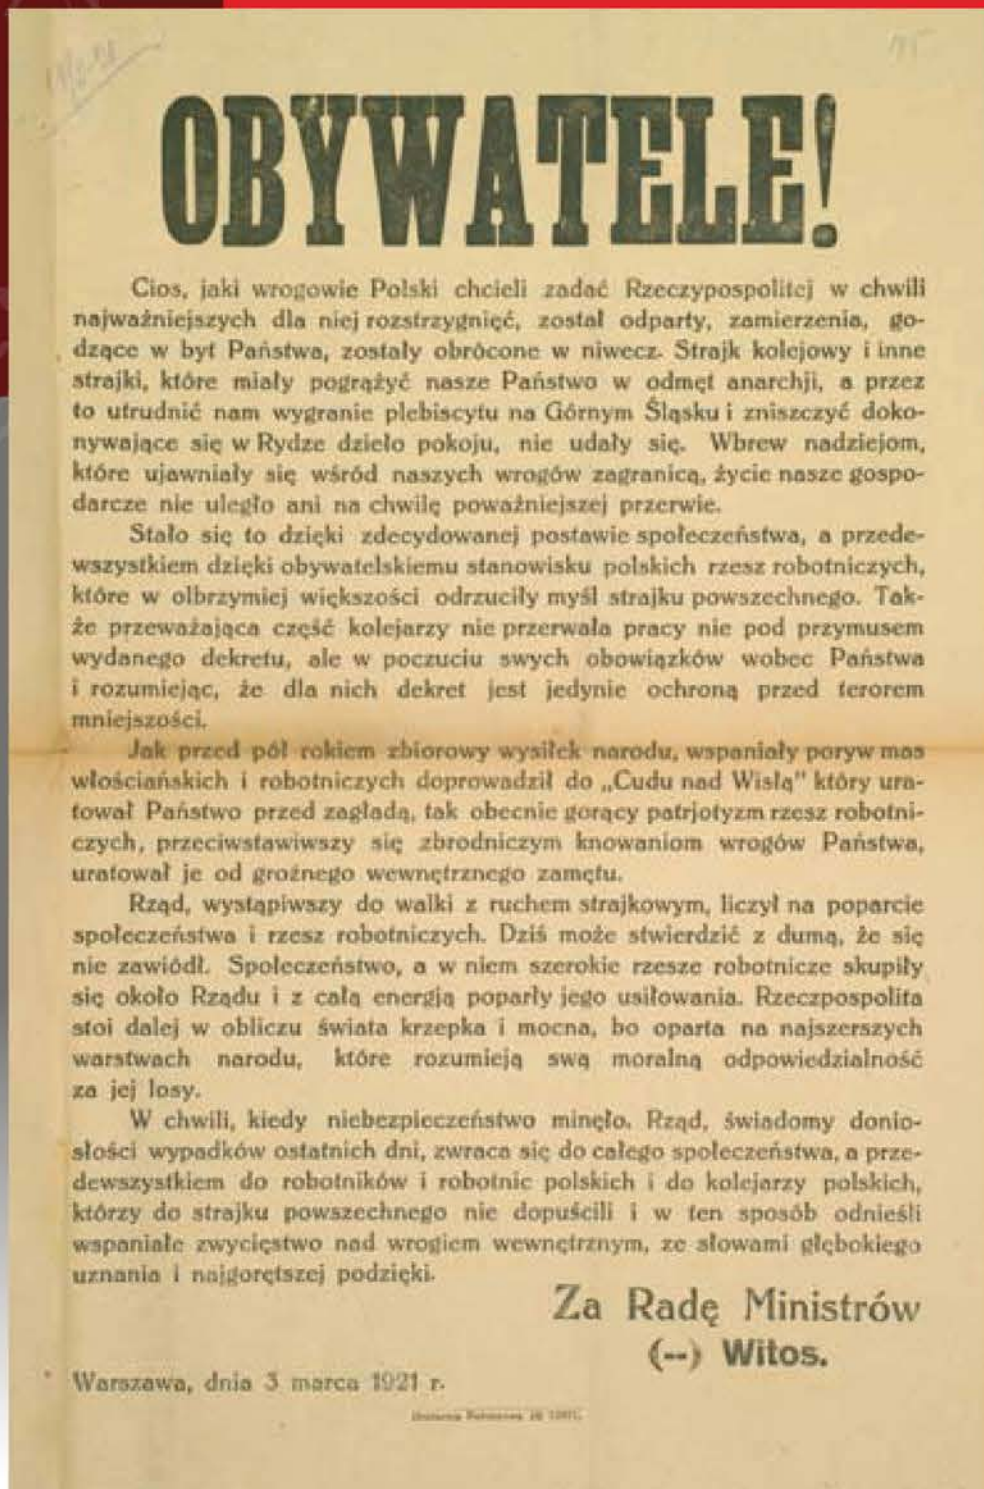 OBYWATELE!
Cios, jaki wrogowie Polski chcieli zadać Rzeczypospolitej w chwili
najważniejszych dla niej rozstrzygnięć, został odparty, zamierzenia, go-
dzące w byt Państwa, zostały obrócone w niwecz. Strajk kolejowy i inne
strajki, które miały pogrążyć nasze Państwo w odmęt anarchji, a przez
to utrudnić nam wygranie plebiscytu na Górnym Śląsku i zniszczyć doko-
nywające się w Rydze dzieło pokoju, nie udały się. Wbrew nadziejom,
które ujawniały się wśród naszych wrogów zagranicą, życie nasze gospo-
darcze nie uległo ani na chwilę poważniejszej przerwie.
Stało się to dzięki zdecydowanej postawie społeczeństwa, a przede-
wszystkiem dzięki obywatelskiemu stanowisku polskich rzesz robotniczych,
które w olbrzymiej większości odrzuciły myśl strajku powszechnego. Tak-
że przeważająca część kolejarzy nie przerwała pracy nie pod przymusem
wydanego dekretu, ale w poczuciu swych obowiązków wobec Państwa
i rozumiejąc, że dla nich dekret jest jedynie ochroną przed terorem
mniejszości.
Jak przed pół rokiem zbiorowy wysiłek narodu, wspaniały poryw mas
włościańskich i robotniczych doprowadził do „Cudu nad Wisłą" który ura-
tował Państwo przed zagładą, tak obecnie gorący patrjotyzm rzesz robotni-
czych, przeciwstawiwszy się zbrodniczym knowaniom wrogów Państwa,
uratował je od groźnego wewnętrznego zamętu.
Rząd, wystąpiwszy do walki z ruchem strajkowym, liczył na poparcie
społeczeństwa i rzesz robotniczych. Dziś może stwierdzić z dumą, że się
nie zawiódł. Społeczeństwo, a w niem szerokie rzesze robotnicze skupiły
się około Rządu i z całą energją poparły jego usiłowania. Rzeczpospolita
stoi dalej w obliczu świata krzepka i mocna, bo oparta na najszerszych
warstwach narodu, które rozumieją swą moralną odpowiedzialność
za jej losy.
W chwili, kiedy niebezpieczeństwo minęło. Rząd, świadomy donio-
słości wypadków ostatnich dni, zwraca się do całego społeczeństwa, a prze-
dewszystkiem do robotników i robotnic polskich i do kolejarzy polskich,
którzy do strajku powszechnego nie dopuścili i w ten sposób odnieśli
wspaniałe zwycięstwo nad wrogiem wewnętrznym, ze słowami głębokiego
uznania i najgorętszej podzięki.
Za Radę Ministrów
(--) Witos.
Warszawa, dnia 3 marca 1921 r.